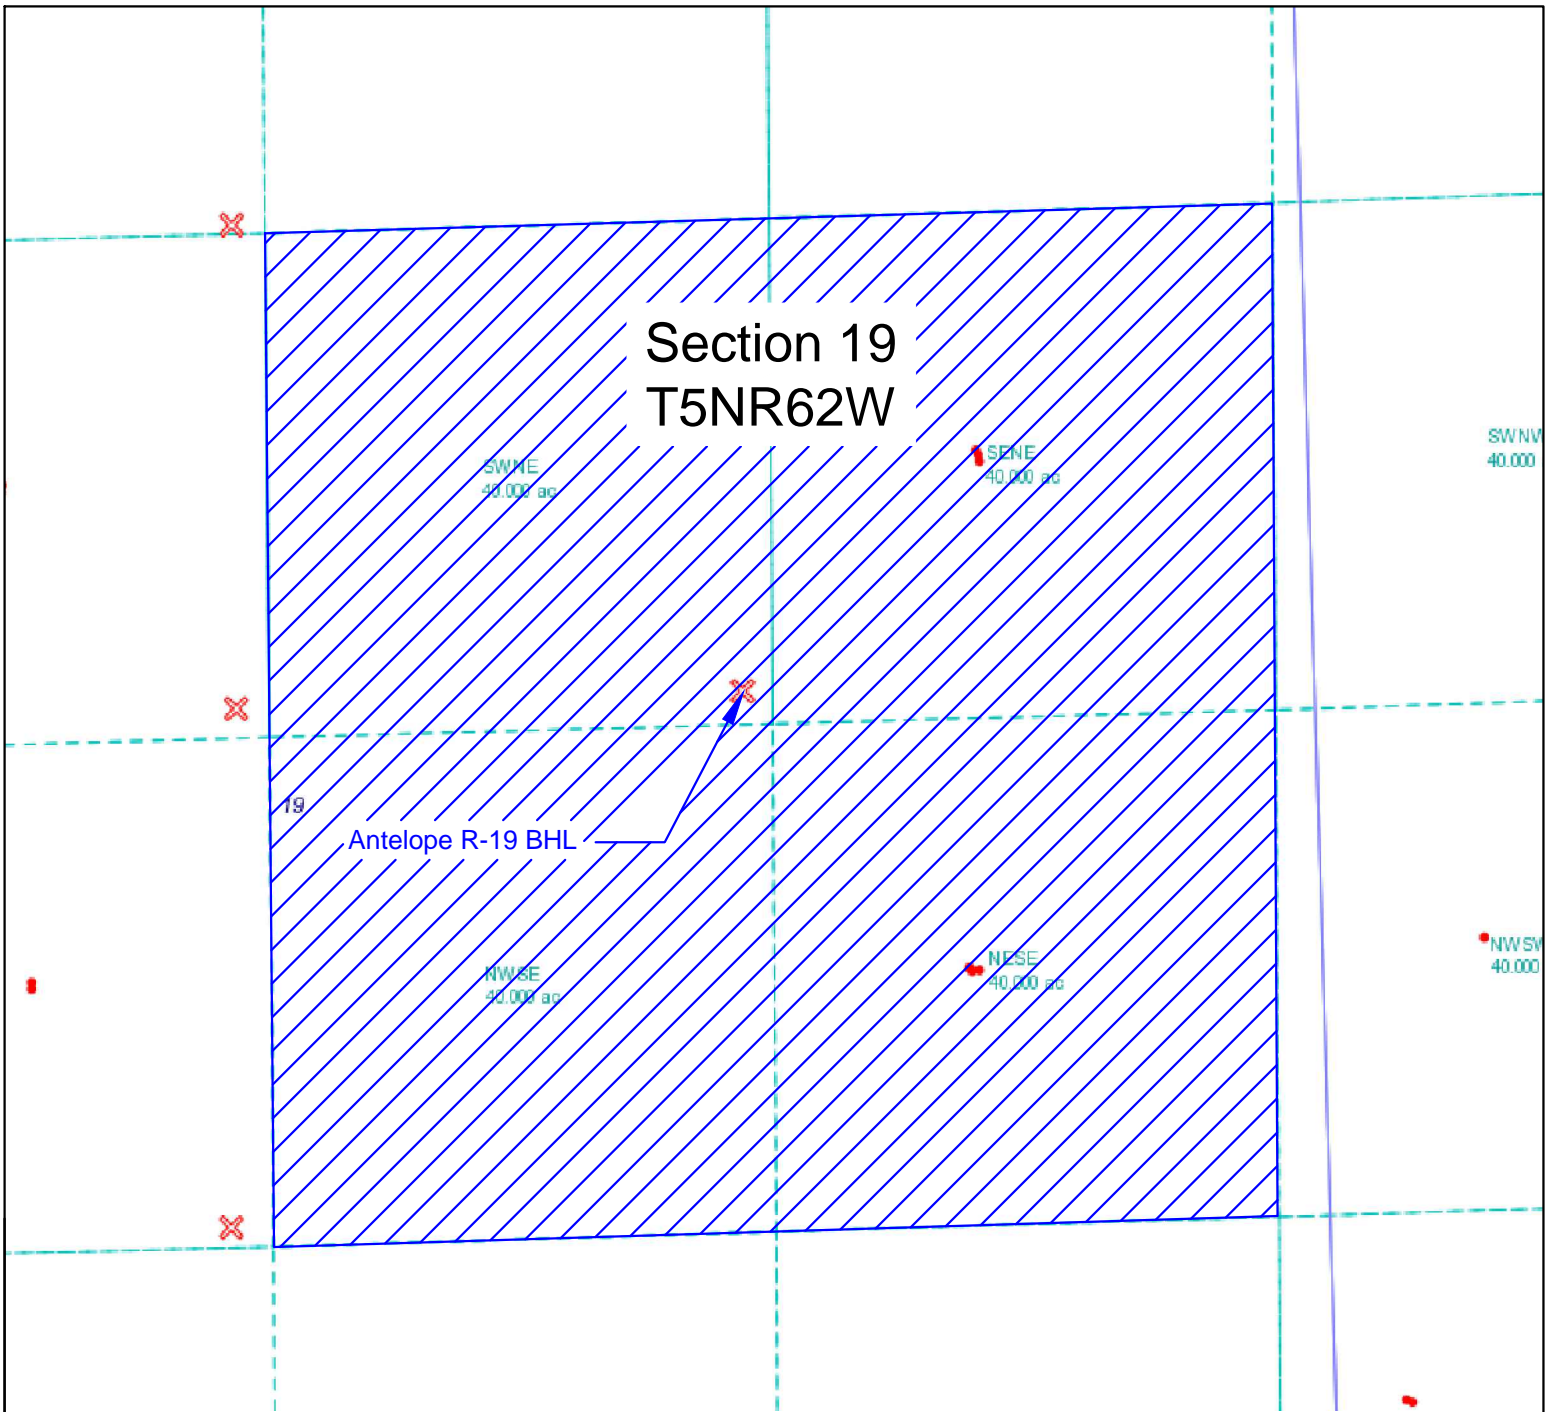 Section 19
T5NR62W
SWNE
40.000 ac
SENE
40.000 ac
SWNW
40.000
19
Antelope R-19 BHL
NWSE
40.000 ac
NESE
40.000 ac
NWSW
40.000